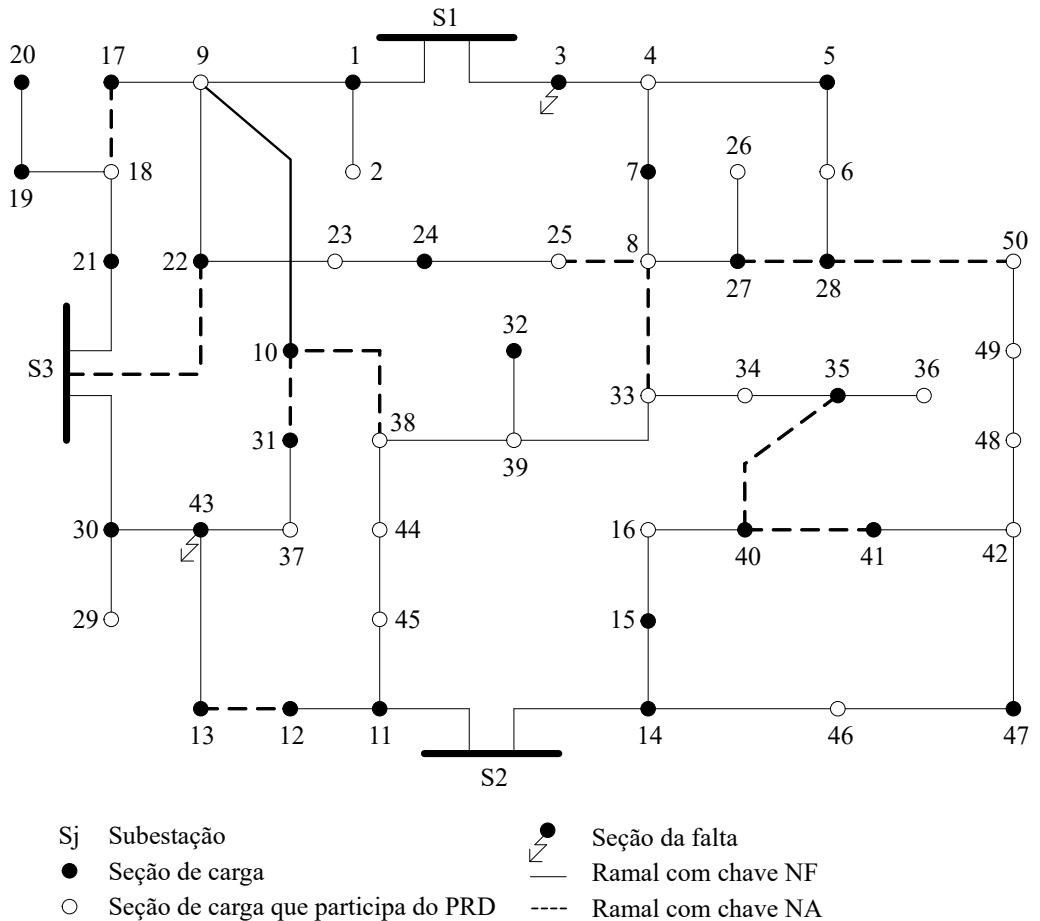 S1
20 17 9 1 3 4 5
19 18 2 7 26 6
21 22 23 24 25 8 27 28 50
S3 10 32 49
31 38 39 33 34 35 36 48
30 43 37 44 16 40 41 42
29 45 15
13 12 11 14 46 47
S2
Sj Subestação
Seção de carga
Seção de carga que participa do PRD
Seção da falta
Ramal com chave NF
Ramal com chave NA